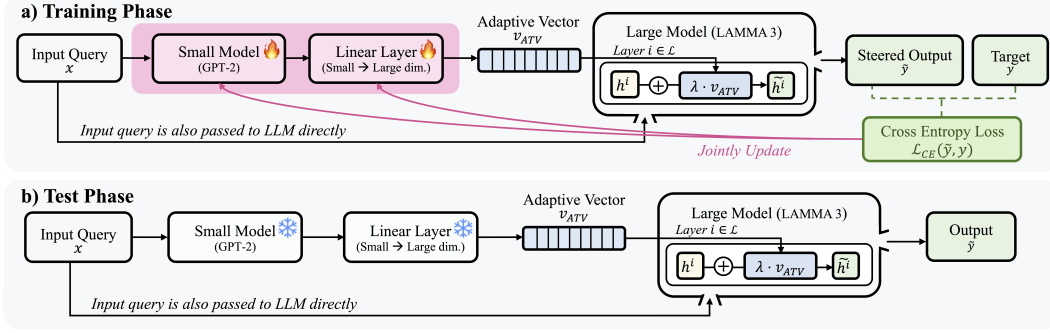 a) Training Phase
Input Query
x
Small Model
(GPT-2)
Linear Layer
(Small → Large dim.)
Adaptive Vector
v_ATV
Large Model (LAMMA 3)
Layer i ∈ ℒ
h^i
+
λ · v_ATV
h̃^i
Steered Output
ỹ
Target
y
Input query is also passed to LLM directly
Jointly Update
Cross Entropy Loss
ℒ_CE(ỹ, y)
b) Test Phase
Input Query
x
Small Model
(GPT-2)
Linear Layer
(Small → Large dim.)
Adaptive Vector
v_ATV
Large Model (LAMMA 3)
Layer i ∈ ℒ
h^i
+
λ · v_ATV
h̃^i
Output
ỹ
Input query is also passed to LLM directly